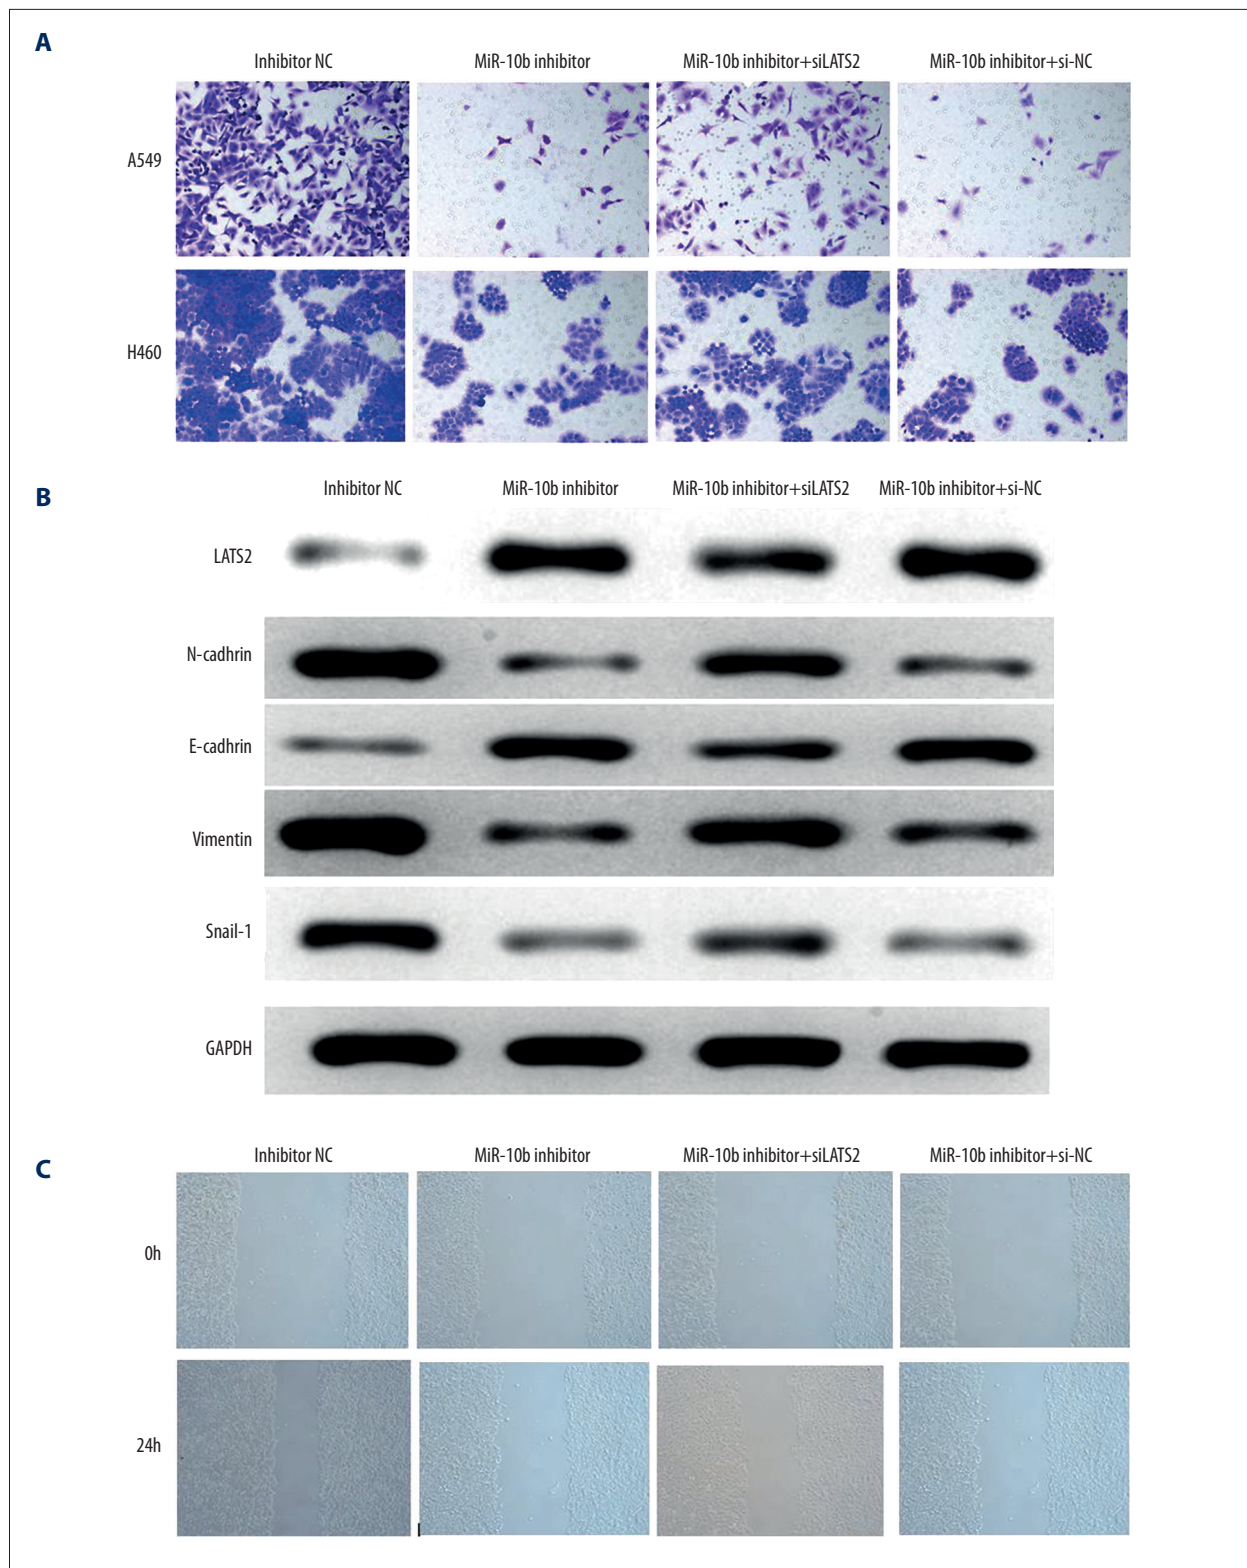 A
Inhibitor NC MiR-10b inhibitor MiR-10b inhibitor+siLATS2 MiR-10b inhibitor+si-NC
A549
H460
B
Inhibitor NC MiR-10b inhibitor MiR-10b inhibitor+siLATS2 MiR-10b inhibitor+si-NC
LATS2
N-cadhrin
E-cadhrin
Vimentin
Snail-1
GAPDH
C
Inhibitor NC MiR-10b inhibitor MiR-10b inhibitor+siLATS2 MiR-10b inhibitor+si-NC
0h
24h